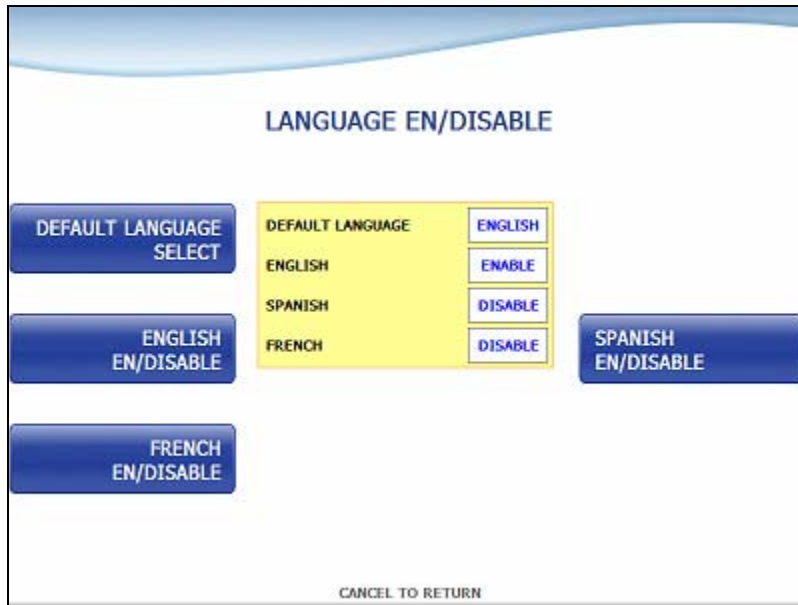 LANGUAGE EN/DISABLE
DEFAULT LANGUAGE
SELECT
DEFAULT LANGUAGE ENGLISH
ENGLISH ENABLE
SPANISH DISABLE
FRENCH DISABLE
ENGLISH
EN/DISABLE
SPANISH
EN/DISABLE
FRENCH
EN/DISABLE
CANCEL TO RETURN